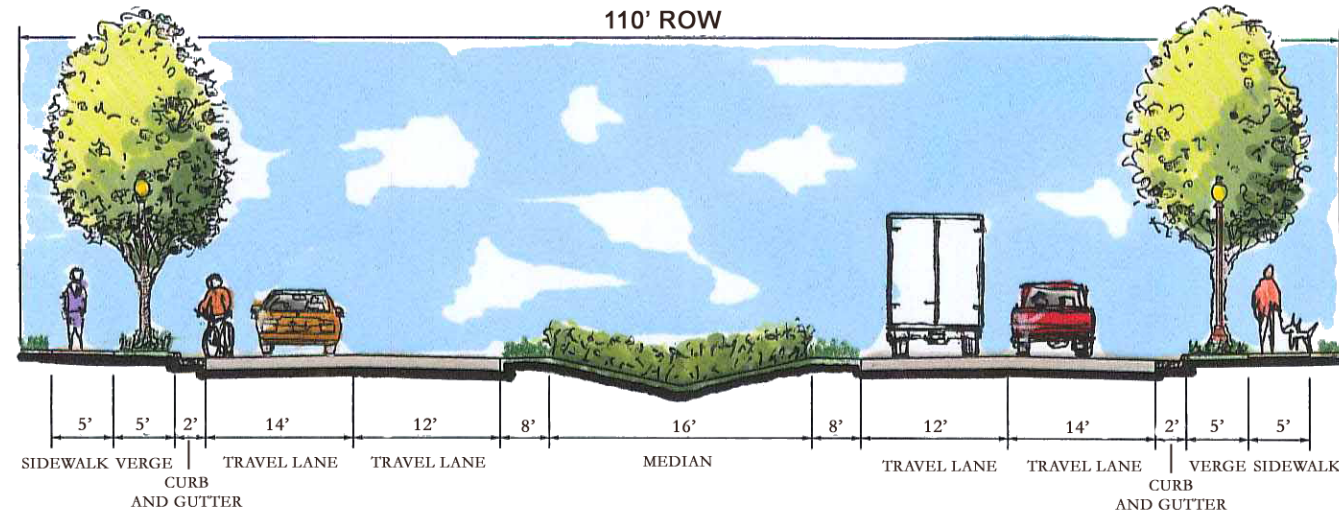 110' ROW
5' 5' 2' 14' 12' 8' 16' 8' 12' 14' 2' 5' 5'
SIDEWALK VERGE TRAVEL LANE TRAVEL LANE MEDIAN TRAVEL LANE TRAVEL LANE VERGE SIDEWALK
CURB
AND GUTTER
CURB
AND GUTTER